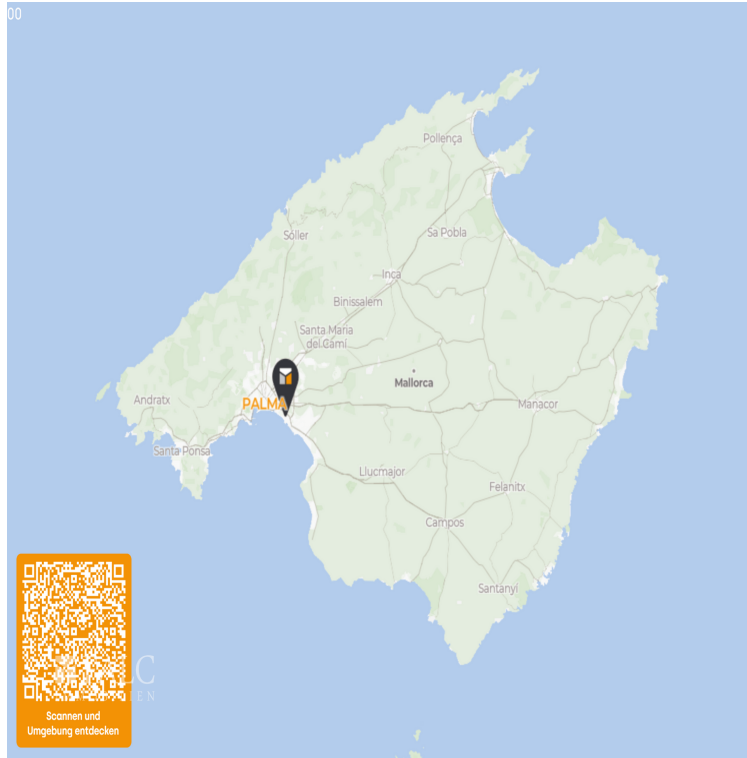 00
Pollença
Sóller
Sa Pobla
Inca
Binissalem
Santa Maria
del Camí
Mallorca
Andratx
PALMA
Manacor
Santa Ponsa
Llucmajor
Felanitx
Campos
Santanyí
Scannen und
Umgebung entdecken